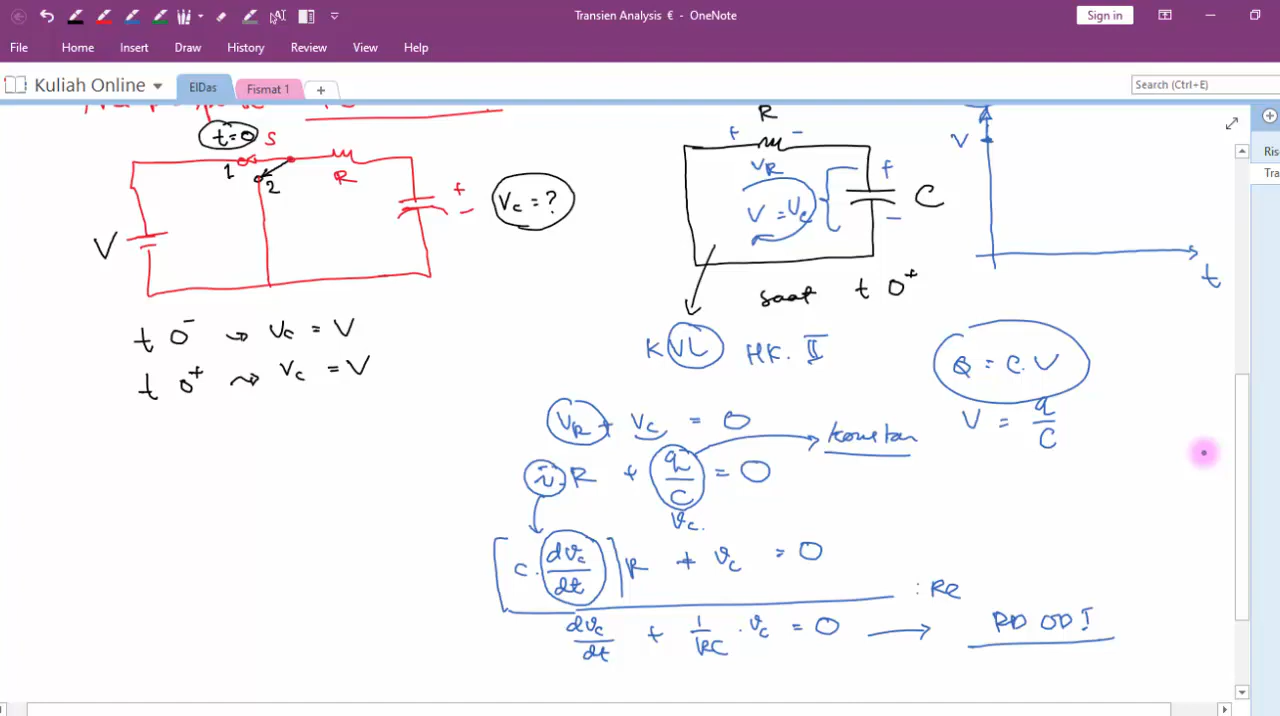 Transien Analysis € - OneNote
Sign in
File Home Insert Draw History Review View Help
Kuliah Online ElDas Fismat 1 +
Search (Ctrl+E)
t=0 S
1
2
R
V
+
-
Vc = ?
t 0⁻ → Vc = V
t 0⁺ → Vc = V
R
+ -
VR
V = Vc
+
-
C
saat t 0⁺
V
t
KVL HK. II
Q = C.V
V = q/C
VR + Vc = 0
i.R + q/C = 0
konstan
Vc.
[C. dVc/dt] R + Vc = 0
: RC
dVc/dt + 1/RC . Vc = 0 → PD OD I
Ris
Tra